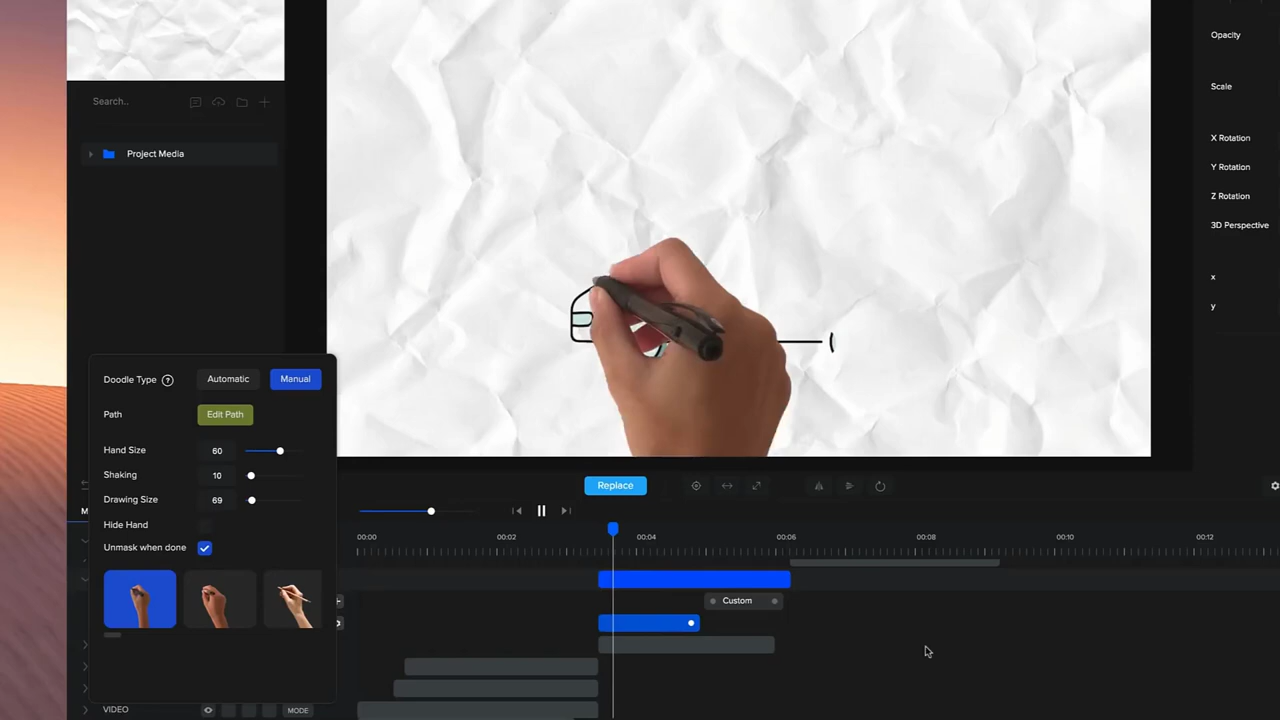 Opacity
Search..
Scale
X Rotation
Project Media
Y Rotation
Z Rotation
3D Perspective
x
y
Doodle Type ? Automatic Manual
Path Edit Path
Hand Size 60
Shaking 10
Replace
Drawing Size 69
Hide Hand
00:00 00:02 00:04 00:06 00:08 00:10 00:12
Unmask when done
Custom
VIDEO MODE